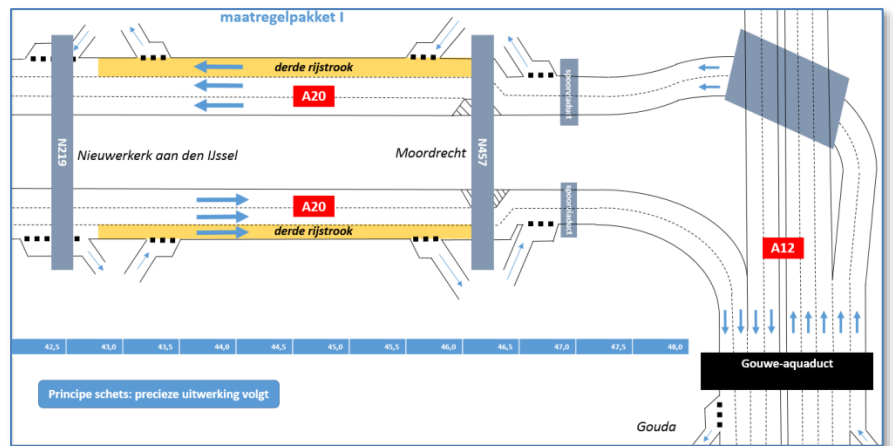 maatregelpakket I
derde rijstrook
A20
N219
Nieuwerkerk aan den IJssel
Moordrecht
N457
spoorviaduct
A20
derde rijstrook
spoorviaduct
A12
42,5 43,0 43,5 44,0 44,5 45,0 45,5 46,0 46,5 47,0 47,5 48,0
Gouwe-aquaduct
Principe schets: precieze uitwerking volgt
Gouda